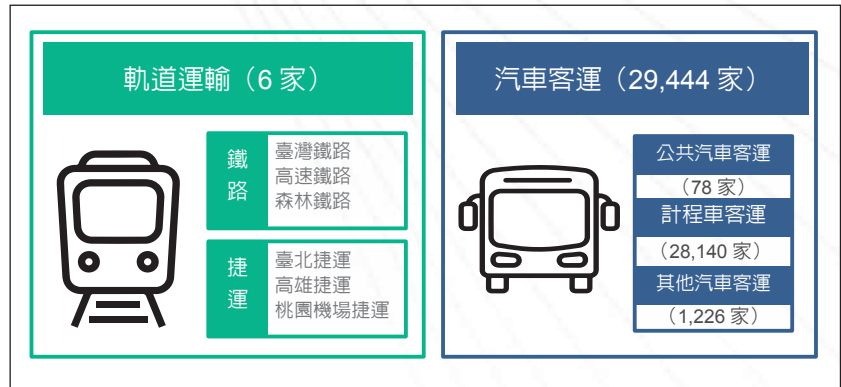 軌道運輸（6 家）
鐵
路
臺灣鐵路
高速鐵路
森林鐵路
捷
運
臺北捷運
高雄捷運
桃園機場捷運
汽車客運（29,444 家）
公共汽車客運
（78 家）
計程車客運
（28,140 家）
其他汽車客運
（1,226 家）